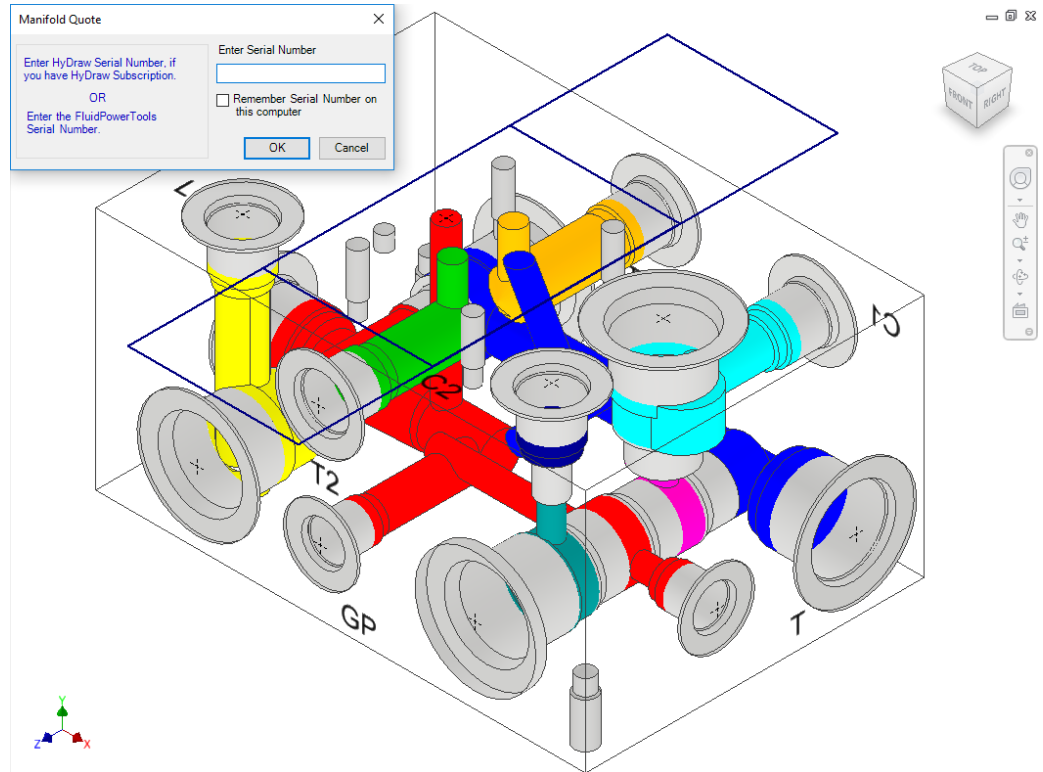 Manifold Quote
Enter HyDraw Serial Number, if
you have HyDraw Subscription.
OR
Enter the FluidPowerTools
Serial Number.
Enter Serial Number
Remember Serial Number on
this computer
OK
Cancel
TOP
FRONT
RIGHT
L
C1
C2
T2
GP
T
Y
Z
X